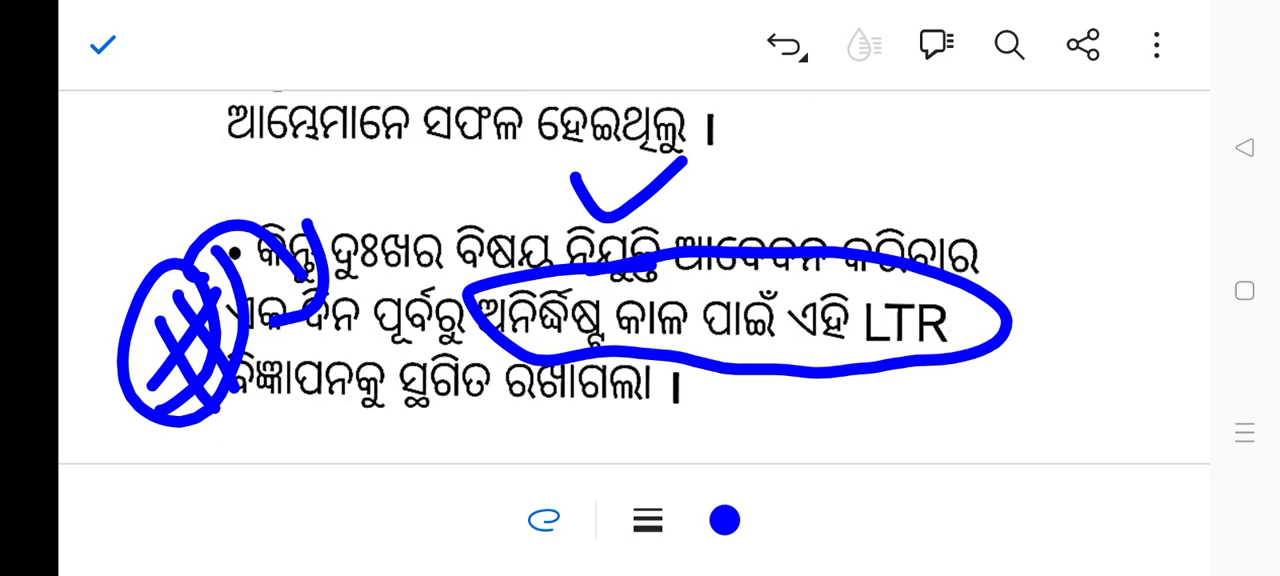 ଆମ୍ଭେମାନେ ସଫଳ ହେଇଥିଲୁ ।
• କିନ୍ତୁ ଦୁଃଖର ବିଷୟ ନିଯୁକ୍ତି ଆବେଦନ କରିବାର
ଏକ ଦିନ ପୂର୍ବରୁ ଅନିର୍ଦ୍ଧିଷ୍ଟ କାଳ ପାଇଁ ଏହି LTR
ବିଜ୍ଞାପନକୁ ସ୍ଥଗିତ ରଖାଗଲା ।